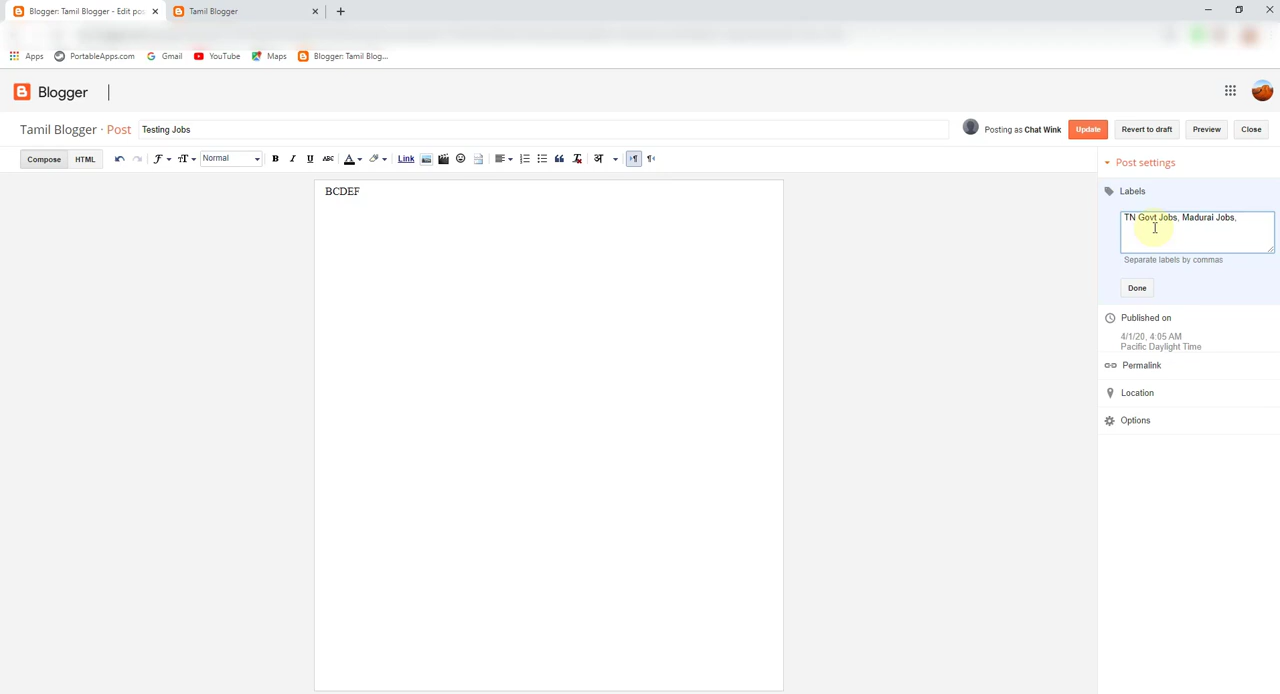 Blogger: Tamil Blogger - Edit pos
Tamil Blogger
Apps
PortableApps.com
Gmail
YouTube
Maps
Blogger: Tamil Blog...
Blogger
Tamil Blogger · Post
Testing Jobs
Posting as Chat Wink
Update
Revert to draft
Preview
Close
Compose
HTML
Normal
B
I
U
ABC
A
Link
अ
Post settings
BCDEF
Labels
TN Govt Jobs, Madurai Jobs,
Separate labels by commas
Done
Published on
4/1/20, 4:05 AM
Pacific Daylight Time
Permalink
Location
Options